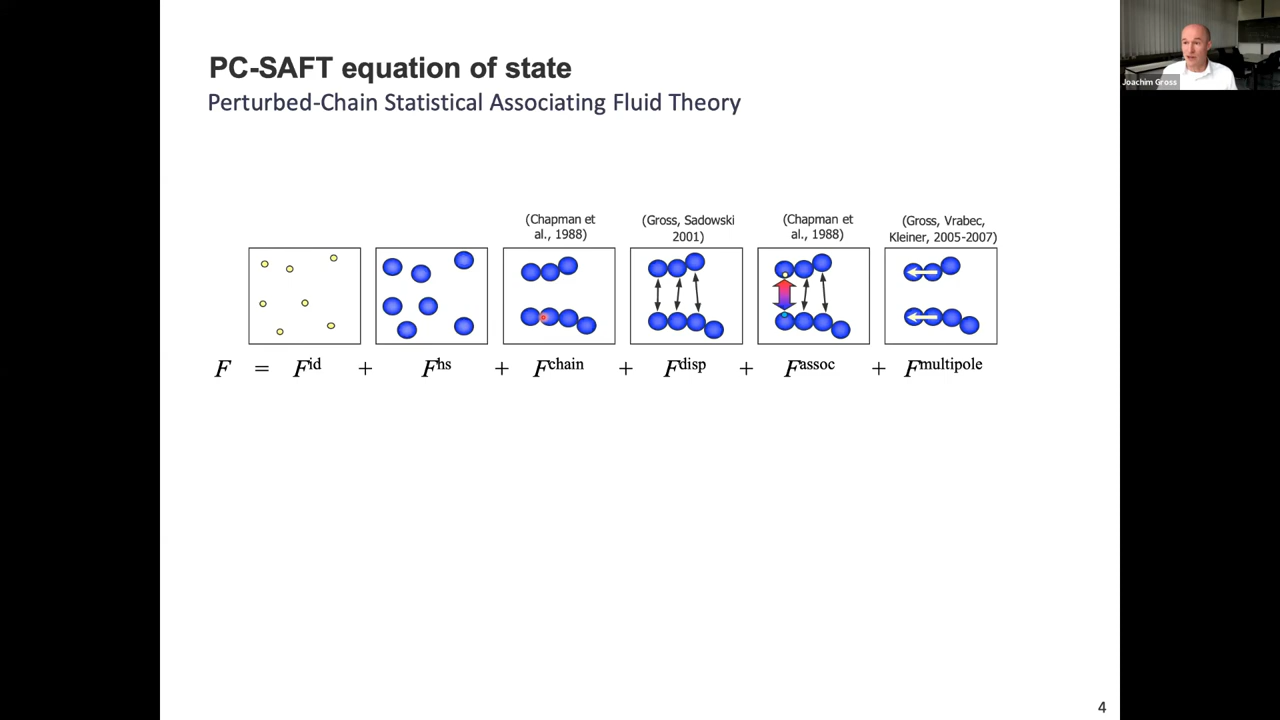 PC-SAFT equation of state
Perturbed-Chain Statistical Associating Fluid Theory
Joachim Gross
(Chapman et
al., 1988)
(Gross, Sadowski
2001)
(Chapman et
al., 1988)
(Gross, Vrabec,
Kleiner, 2005-2007)
F = F^id + F^hs + F^chain + F^disp + F^assoc + F^multipole
4